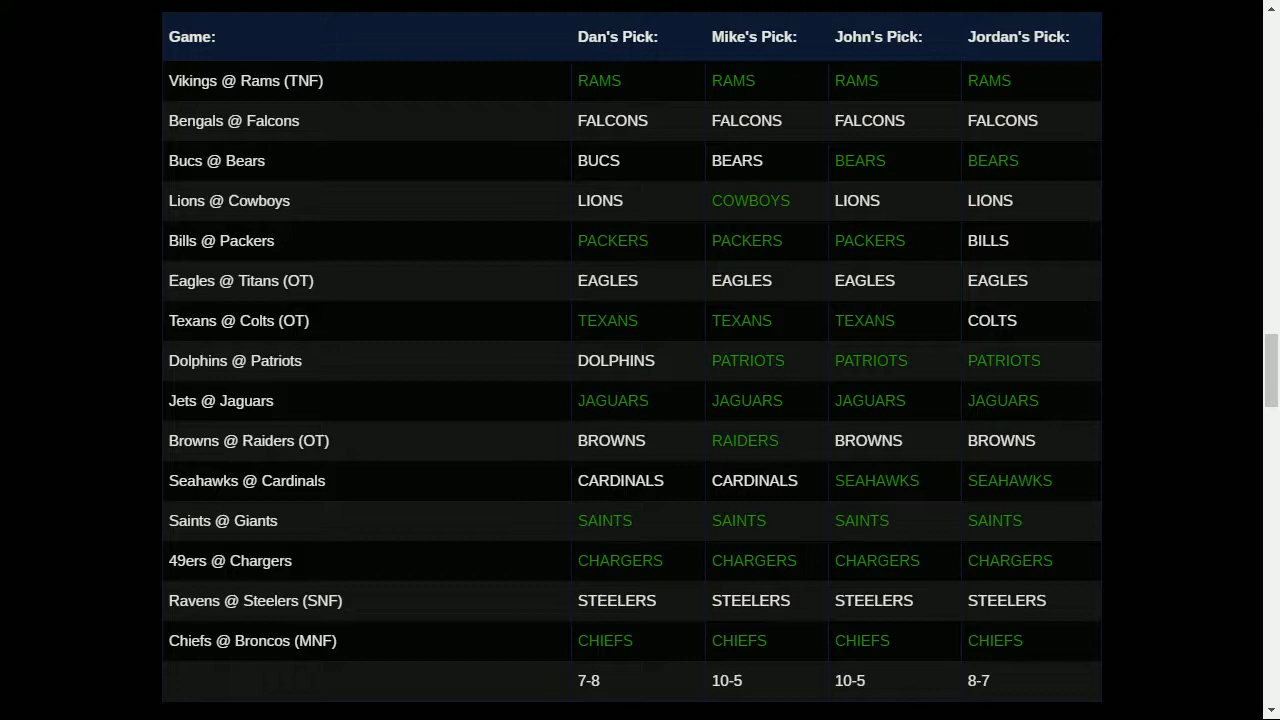 Game: Dan's Pick: Mike's Pick: John's Pick: Jordan's Pick:
Vikings @ Rams (TNF) RAMS RAMS RAMS RAMS
Bengals @ Falcons FALCONS FALCONS FALCONS FALCONS
Bucs @ Bears BUCS BEARS BEARS BEARS
Lions @ Cowboys LIONS COWBOYS LIONS LIONS
Bills @ Packers PACKERS PACKERS PACKERS BILLS
Eagles @ Titans (OT) EAGLES EAGLES EAGLES EAGLES
Texans @ Colts (OT) TEXANS TEXANS TEXANS COLTS
Dolphins @ Patriots DOLPHINS PATRIOTS PATRIOTS PATRIOTS
Jets @ Jaguars JAGUARS JAGUARS JAGUARS JAGUARS
Browns @ Raiders (OT) BROWNS RAIDERS BROWNS BROWNS
Seahawks @ Cardinals CARDINALS CARDINALS SEAHAWKS SEAHAWKS
Saints @ Giants SAINTS SAINTS SAINTS SAINTS
49ers @ Chargers CHARGERS CHARGERS CHARGERS CHARGERS
Ravens @ Steelers (SNF) STEELERS STEELERS STEELERS STEELERS
Chiefs @ Broncos (MNF) CHIEFS CHIEFS CHIEFS CHIEFS
7-8 10-5 10-5 8-7